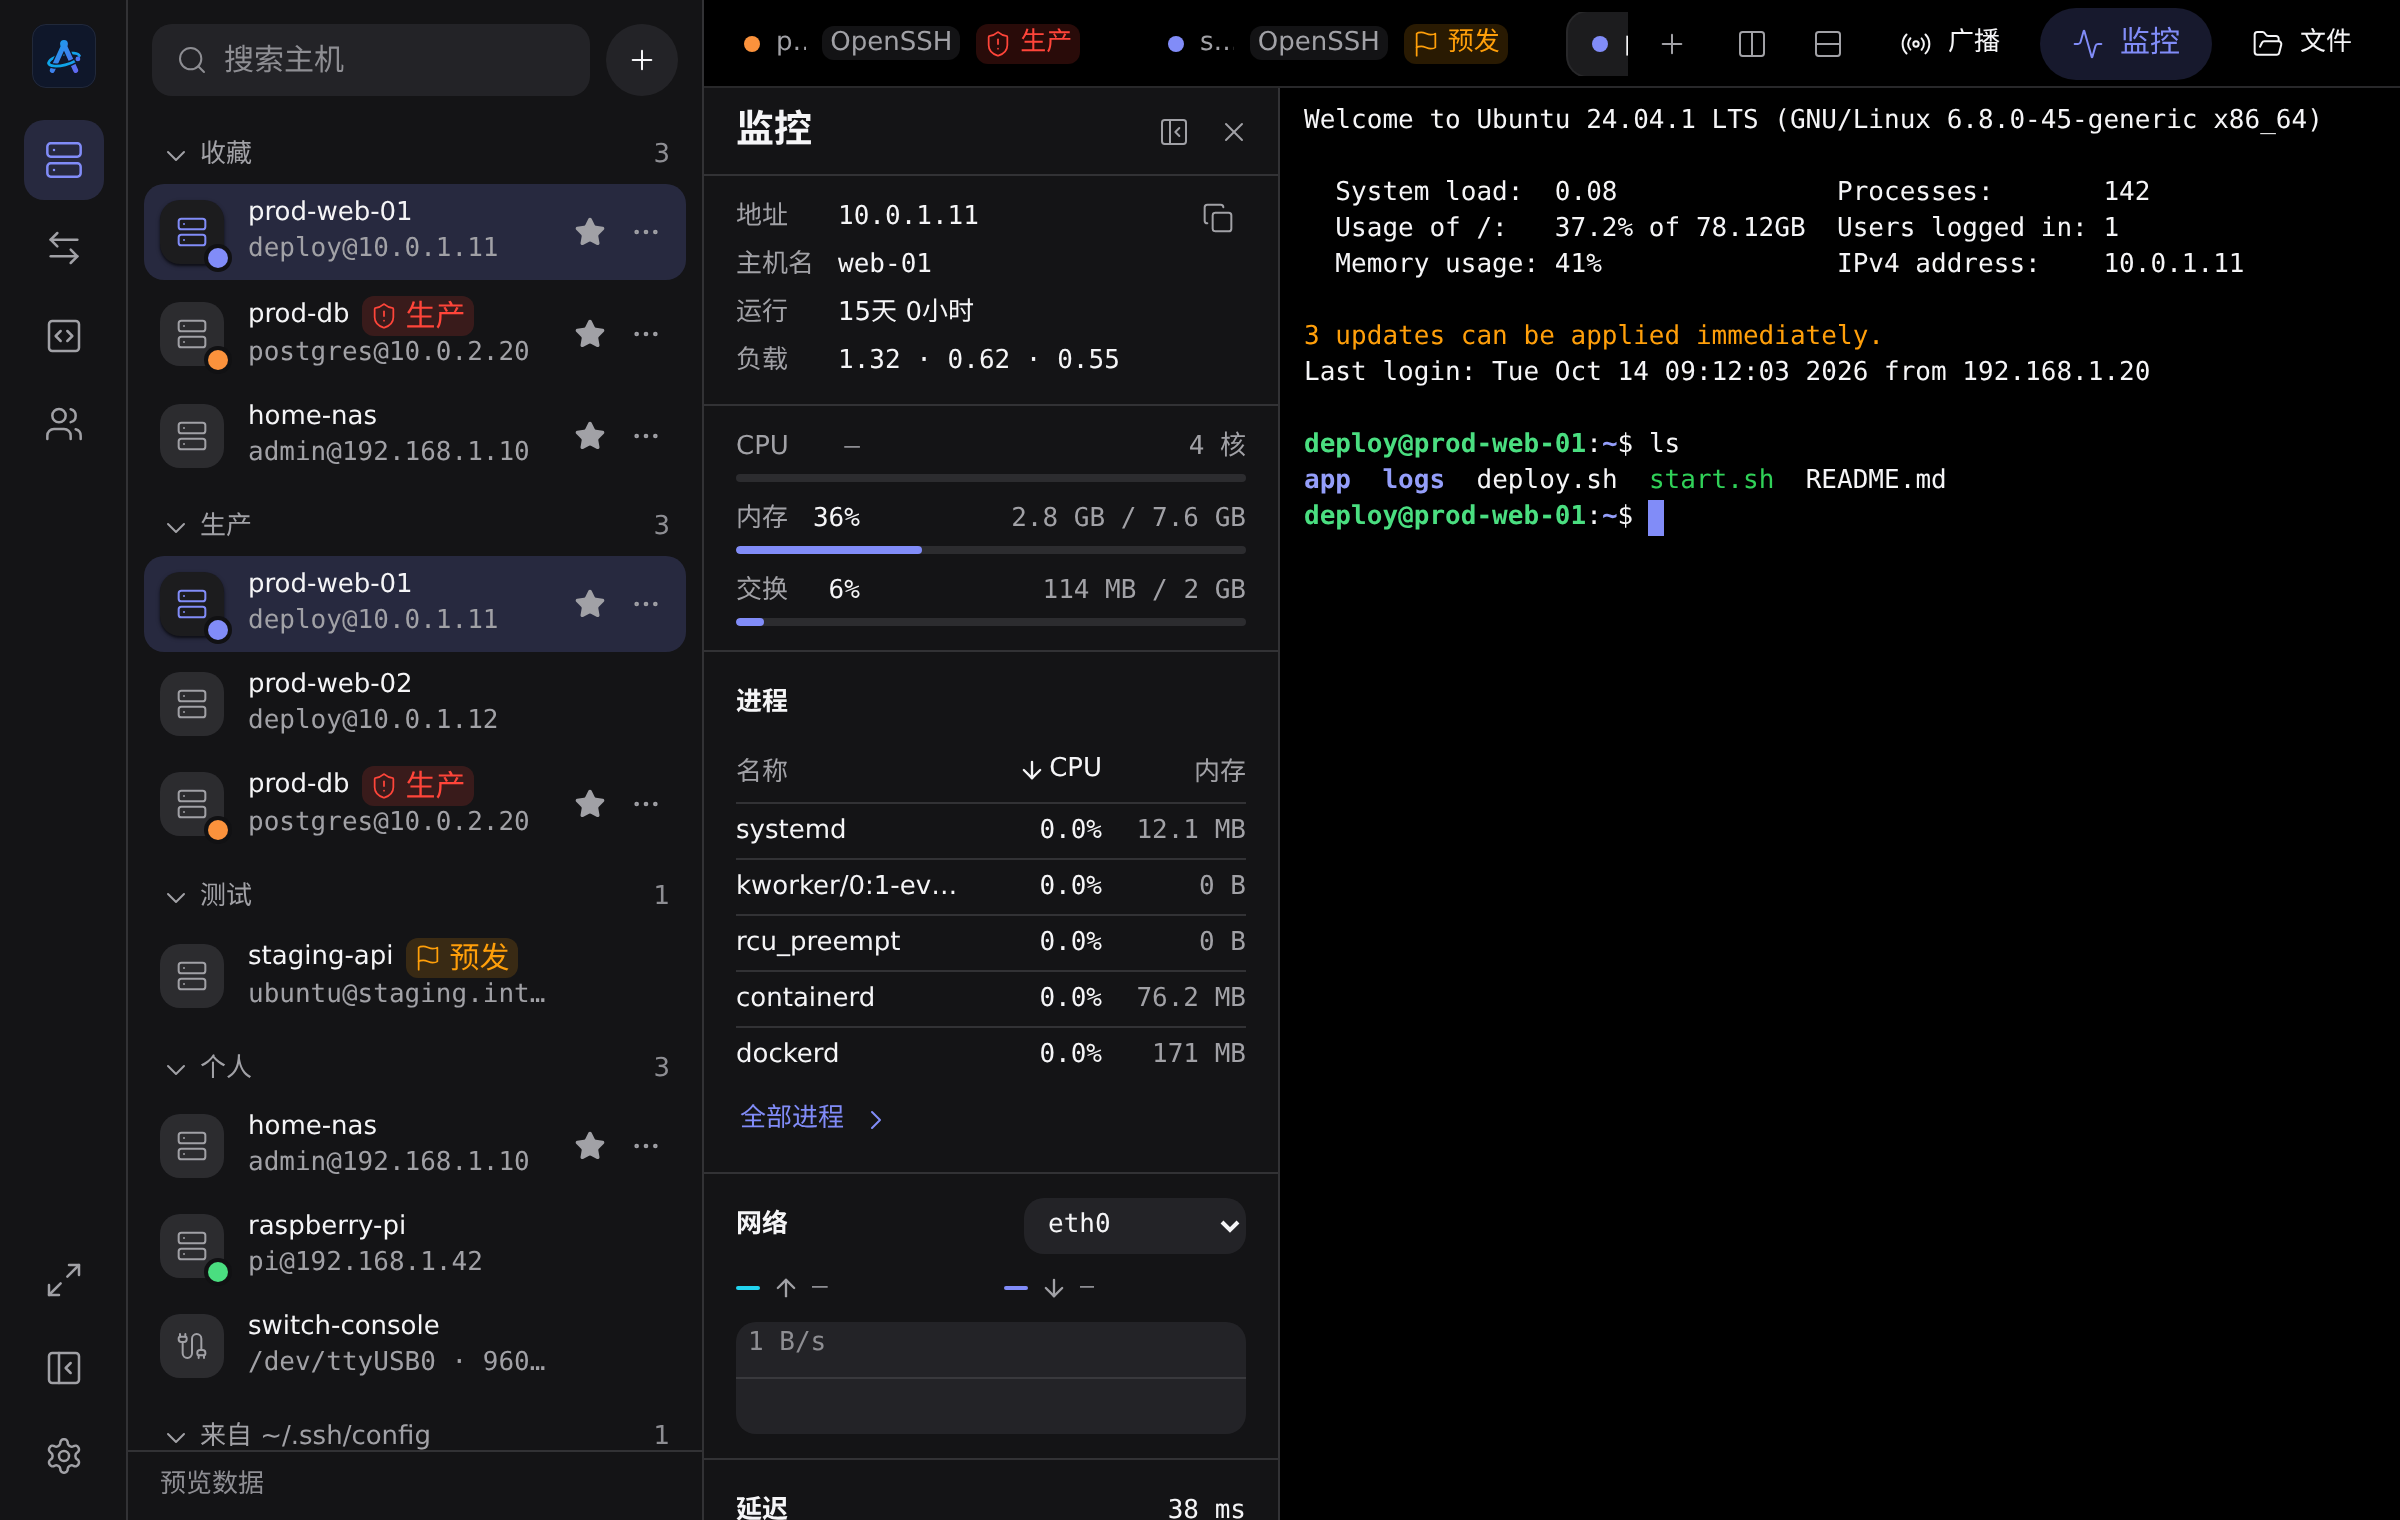 搜索主机
收藏 3
prod-web-01
deploy@10.0.1.11
prod-db 生产
postgres@10.0.2.20
home-nas
admin@192.168.1.10
生产 3
prod-web-01
deploy@10.0.1.11
prod-web-02
deploy@10.0.1.12
prod-db 生产
postgres@10.0.2.20
测试 1
staging-api 预发
ubuntu@staging.int…
个人 3
home-nas
admin@192.168.1.10
raspberry-pi
pi@192.168.1.42
switch-console
/dev/ttyUSB0 · 960…
来自 ~/.ssh/config 1
预览数据
p… OpenSSH 生产 s… OpenSSH 预发 广播 监控 文件
监控
地址 10.0.1.11
主机名 web-01
运行 15天 0小时
负载 1.32 · 0.62 · 0.55
CPU – 4 核
内存 36% 2.8 GB / 7.6 GB
交换 6% 114 MB / 2 GB
进程
名称 ↓ CPU 内存
systemd 0.0% 12.1 MB
kworker/0:1-ev… 0.0% 0 B
rcu_preempt 0.0% 0 B
containerd 0.0% 76.2 MB
dockerd 0.0% 171 MB
全部进程
网络 eth0
↑ – ↓ –
1 B/s
延迟 38 ms
Welcome to Ubuntu 24.04.1 LTS (GNU/Linux 6.8.0-45-generic x86_64)
System load: 0.08 Processes: 142
Usage of /: 37.2% of 78.12GB Users logged in: 1
Memory usage: 41% IPv4 address: 10.0.1.11
3 updates can be applied immediately.
Last login: Tue Oct 14 09:12:03 2026 from 192.168.1.20
deploy@prod-web-01:~$ ls
app logs deploy.sh start.sh README.md
deploy@prod-web-01:~$